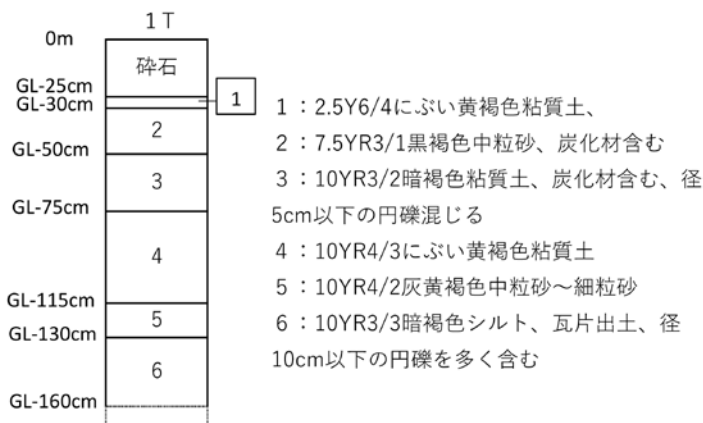 1T
0m
砕石
GL-25cm
GL-30cm
1
2
GL-50cm
3
GL-75cm
4
GL-115cm
5
GL-130cm
6
GL-160cm
1：2.5Y6/4にぶい黄褐色粘質土、
2：7.5YR3/1黒褐色中粒砂、炭化材含む
3：10YR3/2暗褐色粘質土、炭化材含む、径
5cm以下の円礫混じる
4：10YR4/3にぶい黄褐色粘質土
5：10YR4/2灰黄褐色中粒砂～細粒砂
6：10YR3/3暗褐色シルト、瓦片出土、径
10cm以下の円礫を多く含む